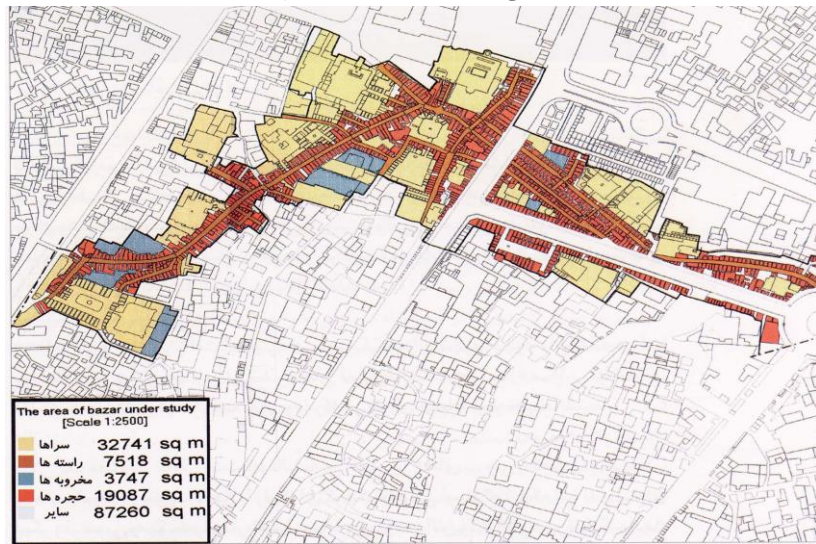 The area of bazar under study
[Scale 1:2500]
سراها 32741 sq m
راسته ها 7518 sq m
مخروبه ها 3747 sq m
حجره ها 19087 sq m
سایر 87260 sq m